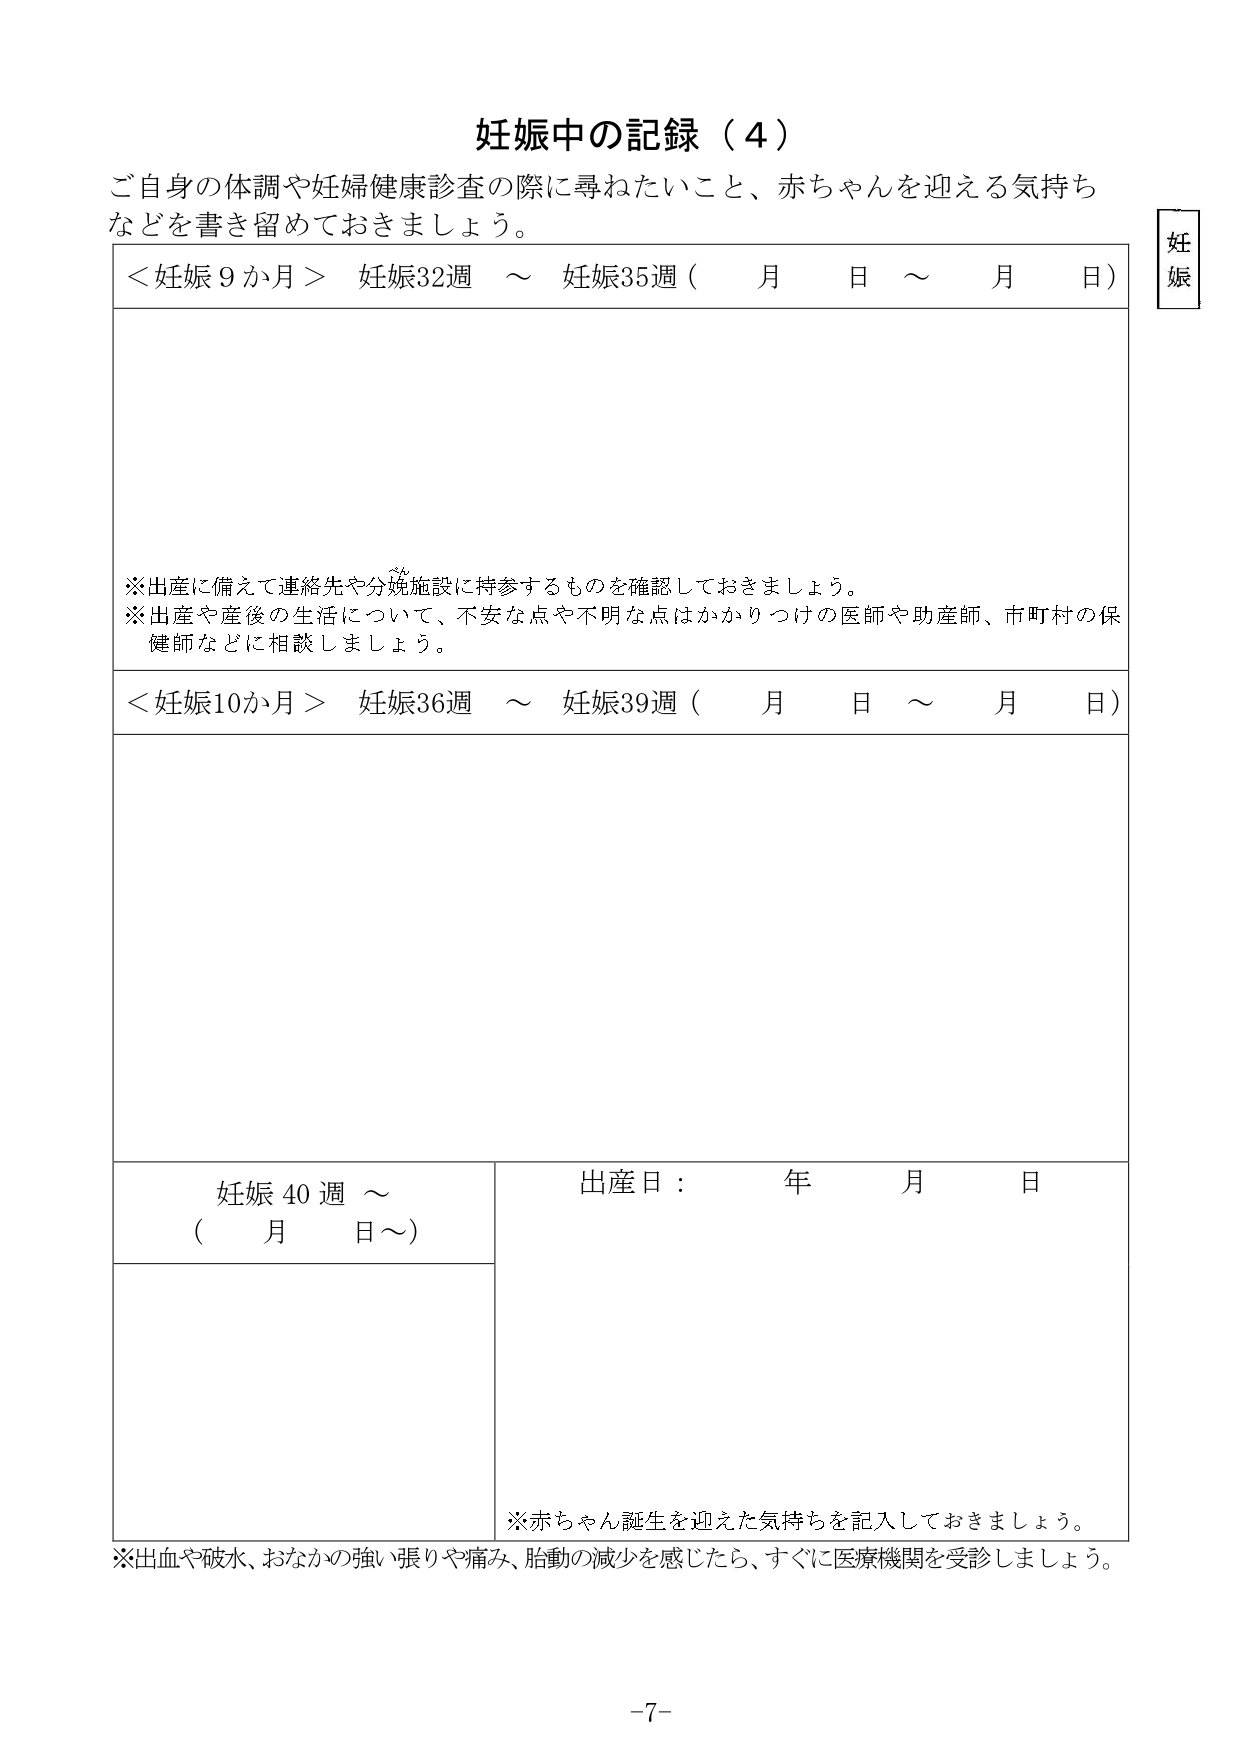 妊娠中の記録（４）
ご自身の体調や妊婦健康診査の際に尋ねたいこと、赤ちゃんを迎える気持ち
などを書き留めておきましょう。
妊
娠
＜妊娠９か月＞　妊娠32週　～　妊娠35週（　　月　　日　～　　月　　日）
べん
※出産に備えて連絡先や分娩施設に持参するものを確認しておきましょう。
※出産や産後の生活について、不安な点や不明な点はかかりつけの医師や助産師、市町村の保
健師などに相談しましょう。
＜妊娠10か月＞　妊娠36週　～　妊娠39週（　　月　　日　～　　月　　日）
妊娠 40 週 ～
（　　月　　日～）
出産日：　　　年　　　月　　　日
※赤ちゃん誕生を迎えた気持ちを記入しておきましょう。
※出血や破水、おなかの強い張りや痛み、胎動の減少を感じたら、すぐに医療機関を受診しましょう。
−7−